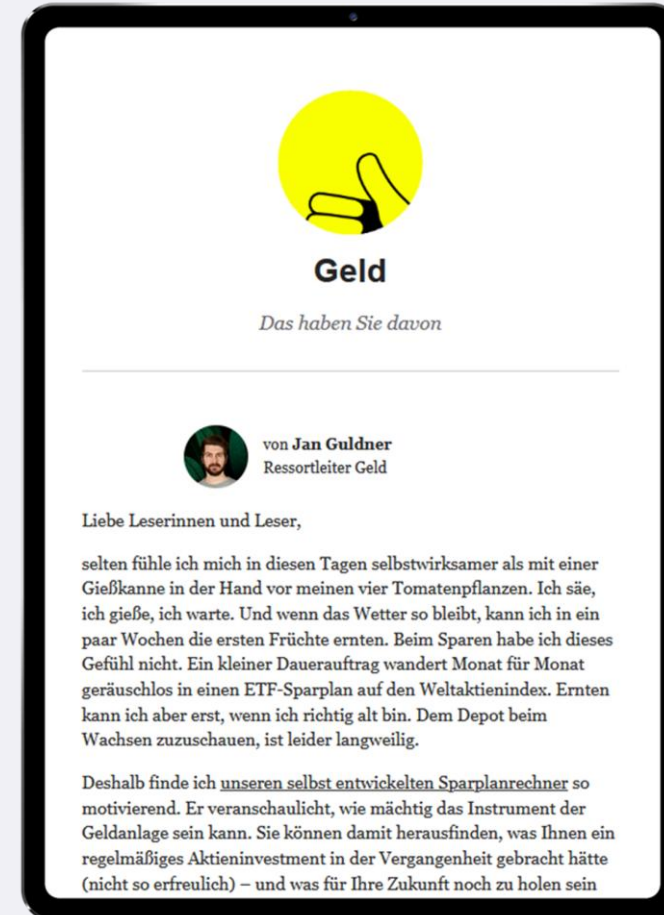 Geld
Das haben Sie davon
von Jan Guldner
Ressortleiter Geld
Liebe Leserinnen und Leser,
selten fühle ich mich in diesen Tagen selbstwirksamer als mit einer
Gießkanne in der Hand vor meinen vier Tomatenpflanzen. Ich säe,
ich gieße, ich warte. Und wenn das Wetter so bleibt, kann ich in ein
paar Wochen die ersten Früchte ernten. Beim Sparen habe ich dieses
Gefühl nicht. Ein kleiner Dauerauftrag wandert Monat für Monat
geräuschlos in einen ETF-Sparplan auf den Weltaktienindex. Ernten
kann ich aber erst, wenn ich richtig alt bin. Dem Depot beim
Wachsen zuzuschauen, ist leider langweilig.
Deshalb finde ich unseren selbst entwickelten Sparplanrechner so
motivierend. Er veranschaulicht, wie mächtig das Instrument der
Geldanlage sein kann. Sie können damit herausfinden, was Ihnen ein
regelmäßiges Aktieninvestment in der Vergangenheit gebracht hätte
(nicht so erfreulich) – und was für Ihre Zukunft noch zu holen sein